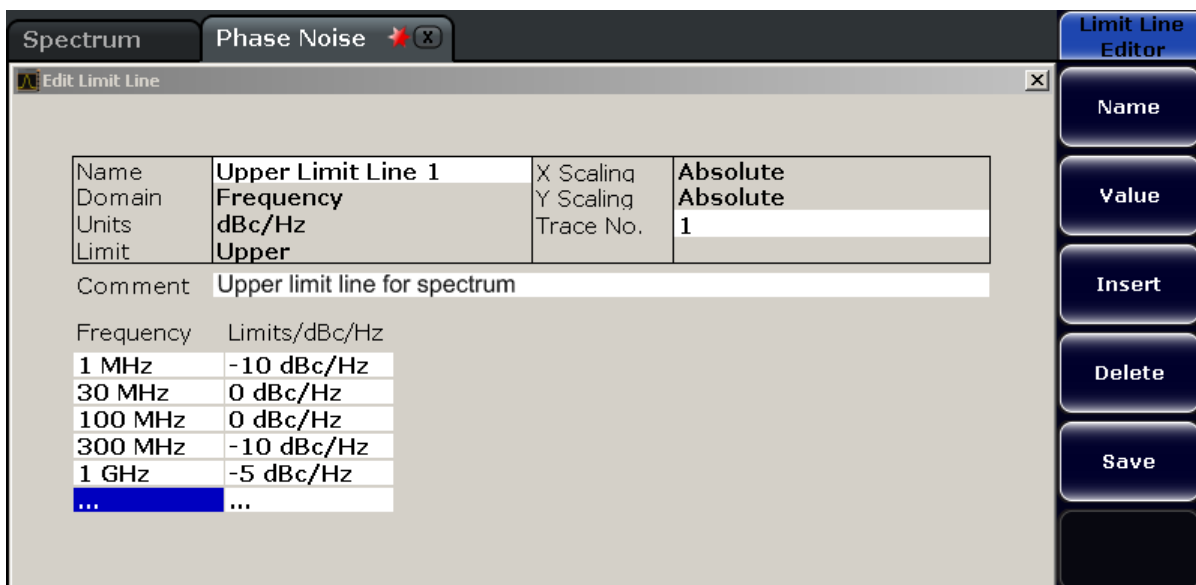 Spectrum
Phase Noise
Limit Line
Editor
Edit Limit Line
Name
Name Upper Limit Line 1 X Scaling Absolute
Domain Frequency Y Scaling Absolute
Units dBc/Hz Trace No. 1
Limit Upper
Value
Comment Upper limit line for spectrum
Insert
Frequency Limits/dBc/Hz
1 MHz -10 dBc/Hz
30 MHz 0 dBc/Hz
100 MHz 0 dBc/Hz
300 MHz -10 dBc/Hz
1 GHz -5 dBc/Hz
... ...
Delete
Save